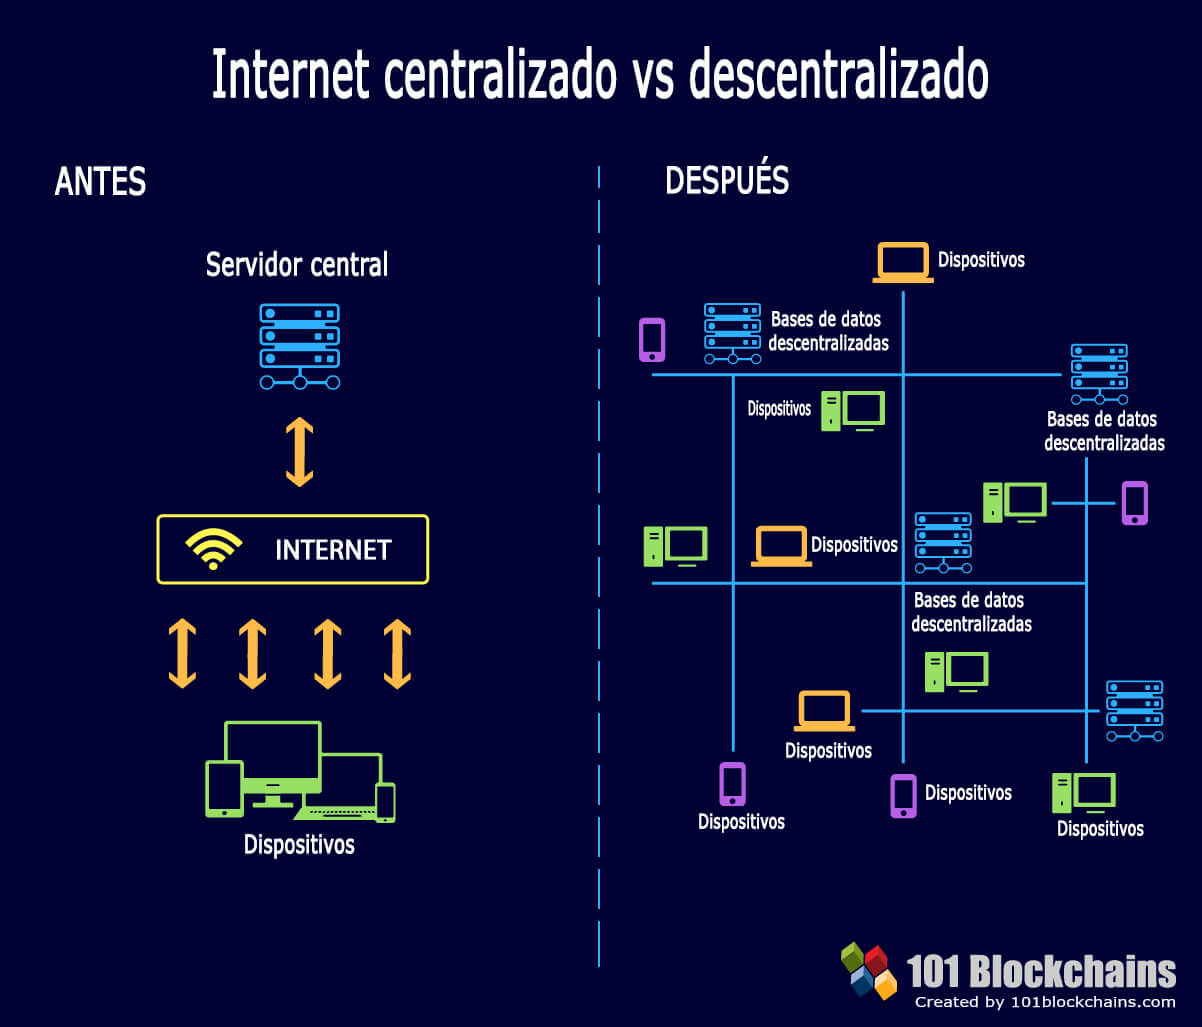 Internet centralizado vs descentralizado
ANTES
Servidor central
INTERNET
Dispositivos
DESPUÉS
Dispositivos
Bases de datos
descentralizadas
Bases de datos
descentralizadas
Dispositivos
Dispositivos
Bases de datos
descentralizadas
Dispositivos
Dispositivos
Dispositivos
Dispositivos
101 Blockchains
Created by 101blockchains.com